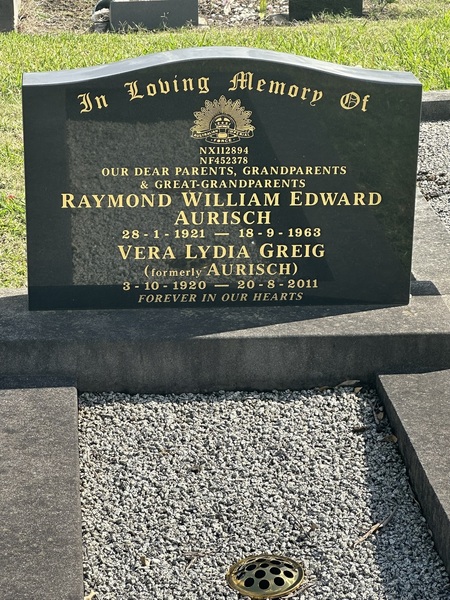 In Loving Memory Of
NX112894
NF452378
OUR DEAR PARENTS, GRANDPARENTS
& GREAT-GRANDPARENTS
RAYMOND WILLIAM EDWARD
AURISCH
28-1-1921 — 18-9-1963
VERA LYDIA GREIG
(formerly AURISCH)
3-10-1920 — 20-8-2011
FOREVER IN OUR HEARTS